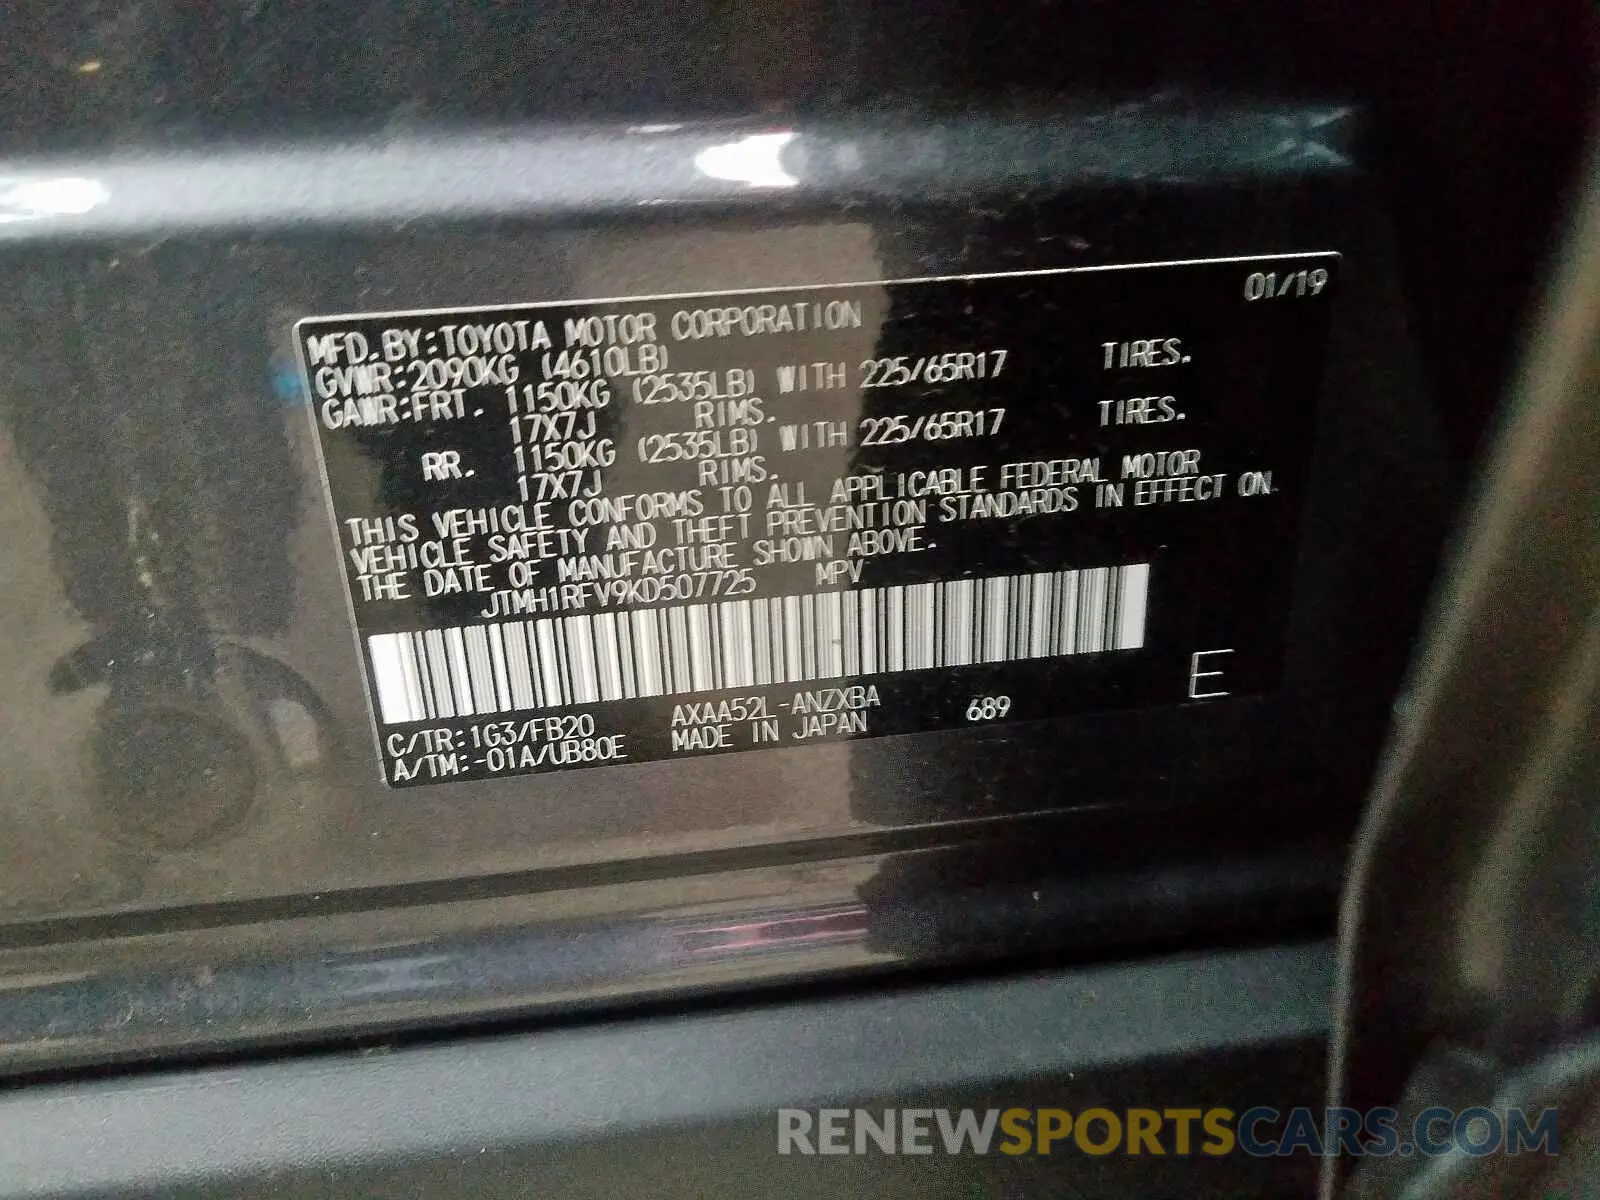 01/19
MFD. BY: TOYOTA MOTOR CORPORATION
GVWR: 2090KG (4610LB)
GAWR: FRT. 1150KG (2535LB) WITH 225/65R17 TIRES.
17X7J RIMS.
RR. 1150KG (2535LB) WITH 225/65R17 TIRES.
17X7J RIMS.
THIS VEHICLE CONFORMS TO ALL APPLICABLE FEDERAL MOTOR
VEHICLE SAFETY AND THEFT PREVENTION STANDARDS IN EFFECT ON
THE DATE OF MANUFACTURE SHOWN ABOVE.
JTMH1RFV9KD507725 MPV
C/TR: 1G3/FB20 AXAA52L-ANZXBA 689 E
A/TM: -01A/UB80E MADE IN JAPAN
RENEWSPORTSCARS.COM